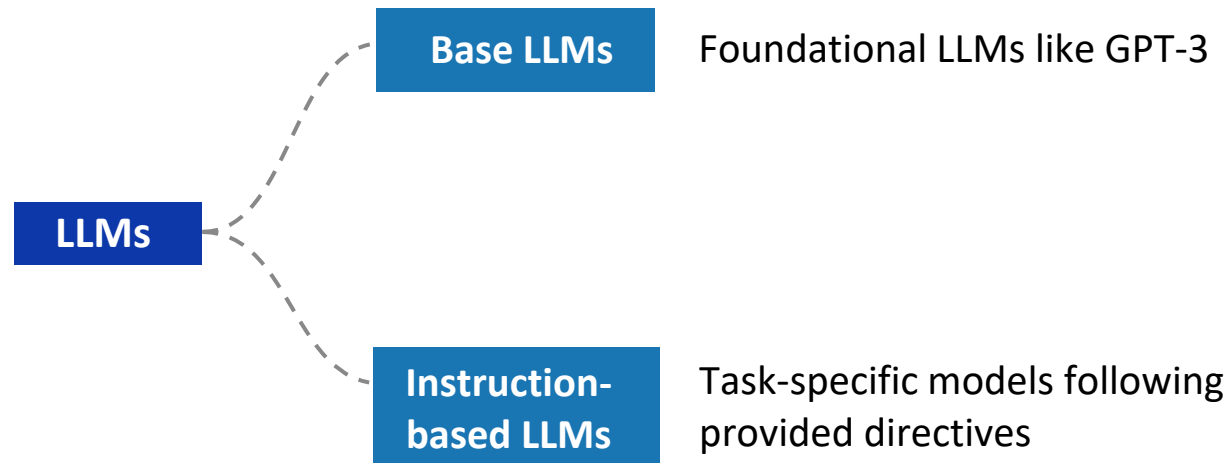 Base LLMs
Foundational LLMs like GPT-3
LLMs
Instruction-
based LLMs
Task-specific models following
provided directives